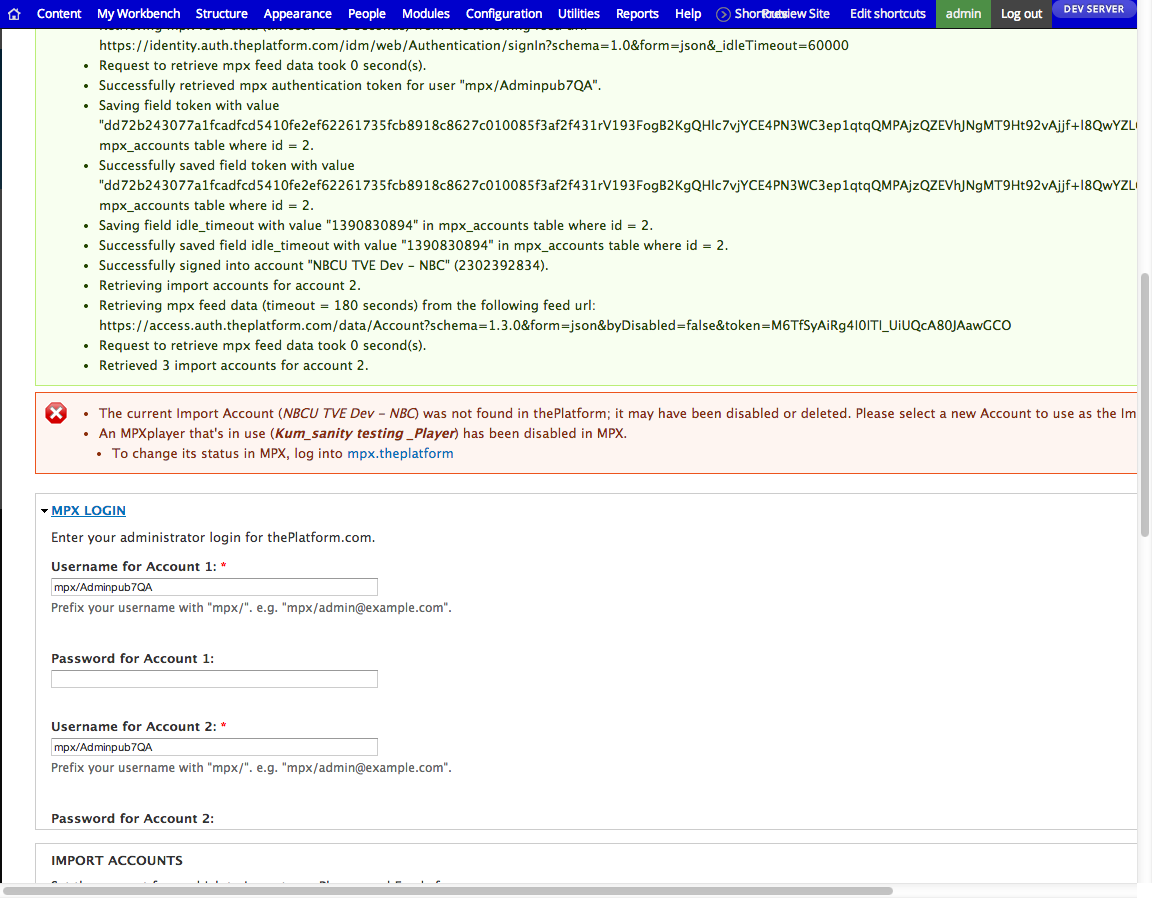 Content My Workbench Structure Appearance People Modules Configuration Utilities Reports Help Shortcuts Preview Site Edit shortcuts admin Log out DEV SERVER
https://identity.auth.theplatform.com/idm/web/Authentication/signIn?schema=1.0&form=json&_idleTimeout=60000
• Request to retrieve mpx feed data took 0 second(s).
• Successfully retrieved mpx authentication token for user "mpx/Adminpub7QA".
• Saving field token with value
"dd72b243077a1fcadfcd5410fe2ef62261735fcb8918c8627c010085f3af2f431rV193FogB2KgQHlc7vjYCE4PN3WC3ep1qtqQMPAjzQZEVhJNgMT9Ht92vAjjf+l8QwYZL
mpx_accounts table where id = 2.
• Successfully saved field token with value
"dd72b243077a1fcadfcd5410fe2ef62261735fcb8918c8627c010085f3af2f431rV193FogB2KgQHlc7vjYCE4PN3WC3ep1qtqQMPAjzQZEVhJNgMT9Ht92vAjjf+l8QwYZL
mpx_accounts table where id = 2.
• Saving field idle_timeout with value "1390830894" in mpx_accounts table where id = 2.
• Successfully saved field idle_timeout with value "1390830894" in mpx_accounts table where id = 2.
• Successfully signed into account "NBCU TVE Dev - NBC" (2302392834).
• Retrieving import accounts for account 2.
• Retrieving mpx feed data (timeout = 180 seconds) from the following feed url:
https://access.auth.theplatform.com/data/Account?schema=1.3.0&form=json&byDisabled=false&token=M6TfSyAiRg4I0ITI_UiUQcA80JAawGCO
• Request to retrieve mpx feed data took 0 second(s).
• Retrieved 3 import accounts for account 2.
• The current Import Account (NBCU TVE Dev - NBC) was not found in thePlatform; it may have been disabled or deleted. Please select a new Account to use as the Im
• An MPXplayer that's in use (Kum_sanity testing _Player) has been disabled in MPX.
• To change its status in MPX, log into mpx.theplatform
MPX LOGIN
Enter your administrator login for thePlatform.com.
Username for Account 1: *
mpx/Adminpub7QA
Prefix your username with "mpx/". e.g. "mpx/admin@example.com".
Password for Account 1:
Username for Account 2: *
mpx/Adminpub7QA
Prefix your username with "mpx/". e.g. "mpx/admin@example.com".
Password for Account 2:
IMPORT ACCOUNTS